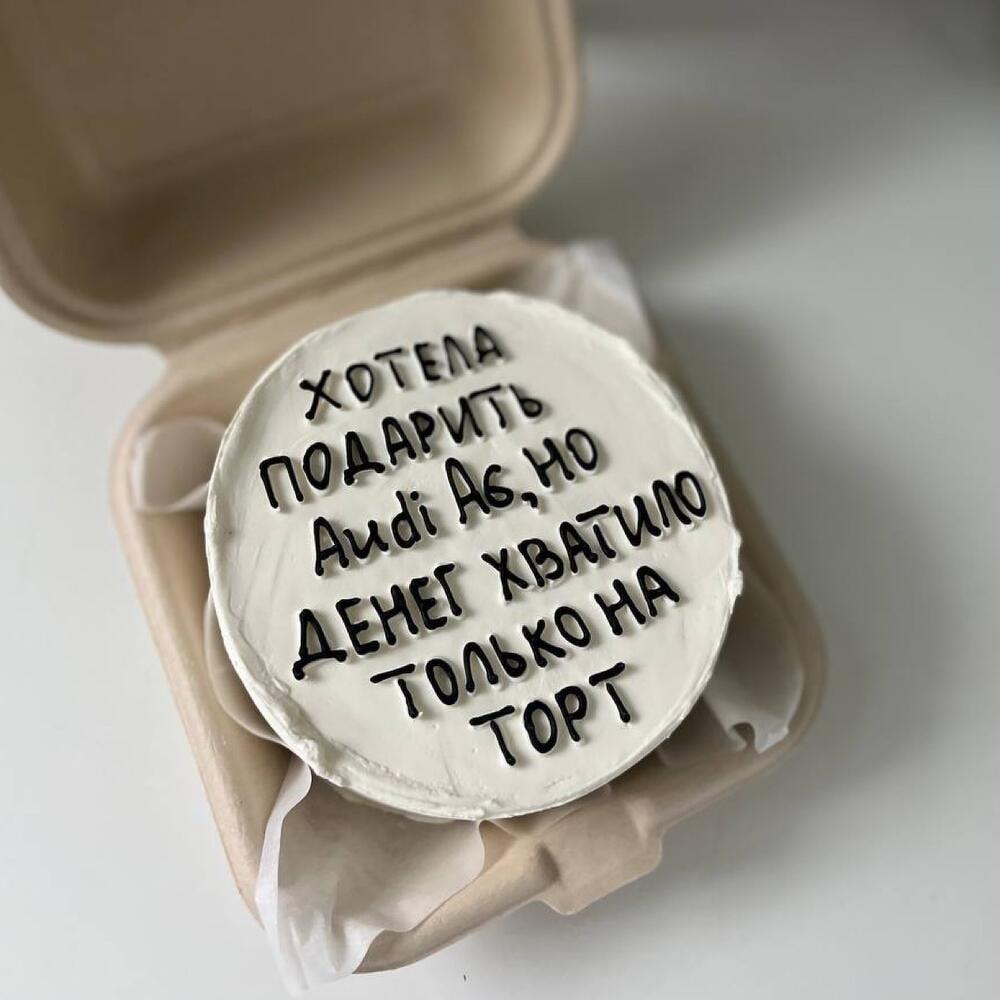 ХОТЕЛА
ПОДАРИТЬ
Audi A6, НО
ДЕНЕГ ХВАТИЛО
ТОЛЬКО НА
ТОРТ